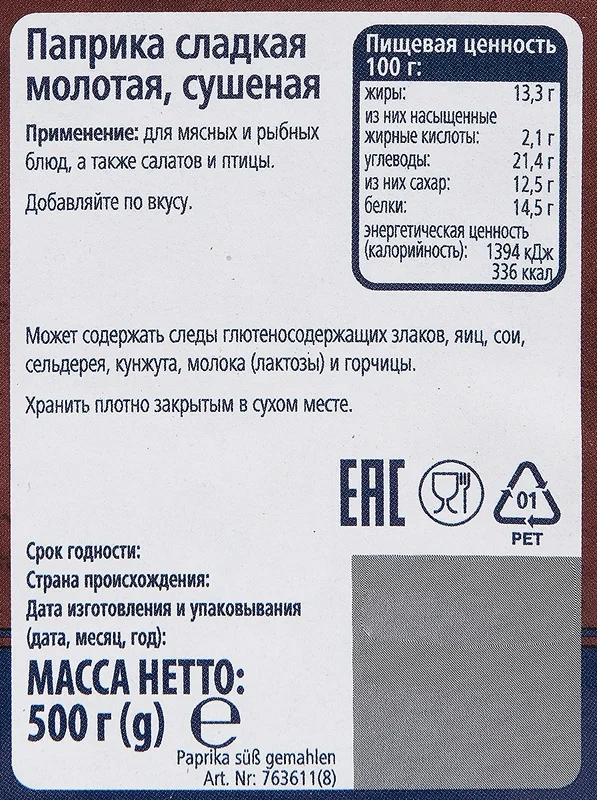 Паприка сладкая
молотая, сушеная
Применение: для мясных и рыбных
блюд, а также салатов и птицы.
Добавляйте по вкусу.
Пищевая ценность
100 г:
жиры: 13,3 г
из них насыщенные
жирные кислоты: 2,1 г
углеводы: 21,4 г
из них сахар: 12,5 г
белки: 14,5 г
энергетическая ценность
(калорийность): 1394 кДж
336 ккал
Может содержать следы глютеносодержащих злаков, яиц, сои,
сельдерея, кунжута, молока (лактозы) и горчицы.
Хранить плотно закрытым в сухом месте.
ЕАС
01
PET
Срок годности:
Страна происхождения:
Дата изготовления и упаковывания
(дата, месяц, год):
МАССА НЕТТО:
500 г (g) ℮
Paprika süß gemahlen
Art. Nr: 763611(8)